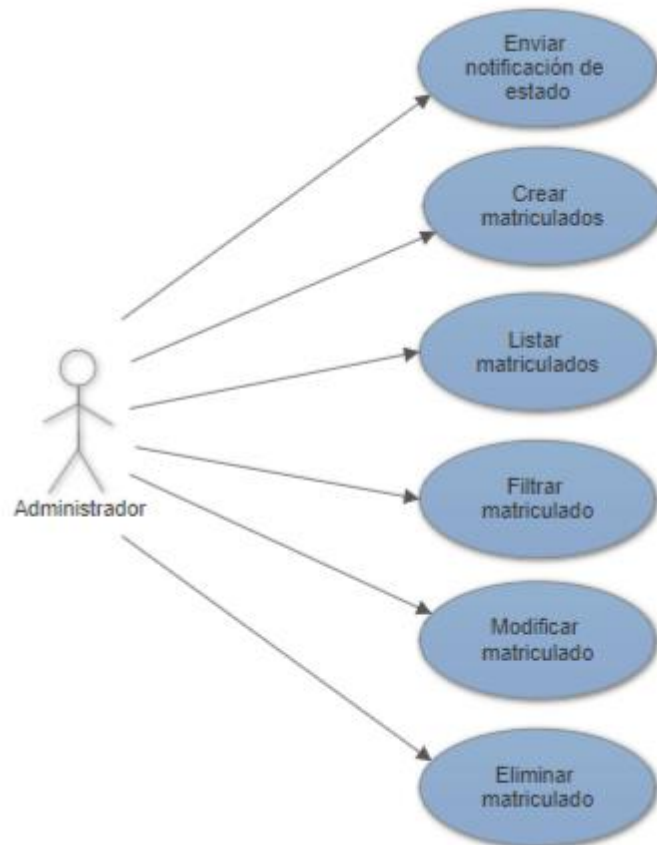 Enviar
notificación de
estado
Crear
matriculados
Listar
matriculados
Administrador
Filtrar
matriculado
Modificar
matriculado
Eliminar
matriculado